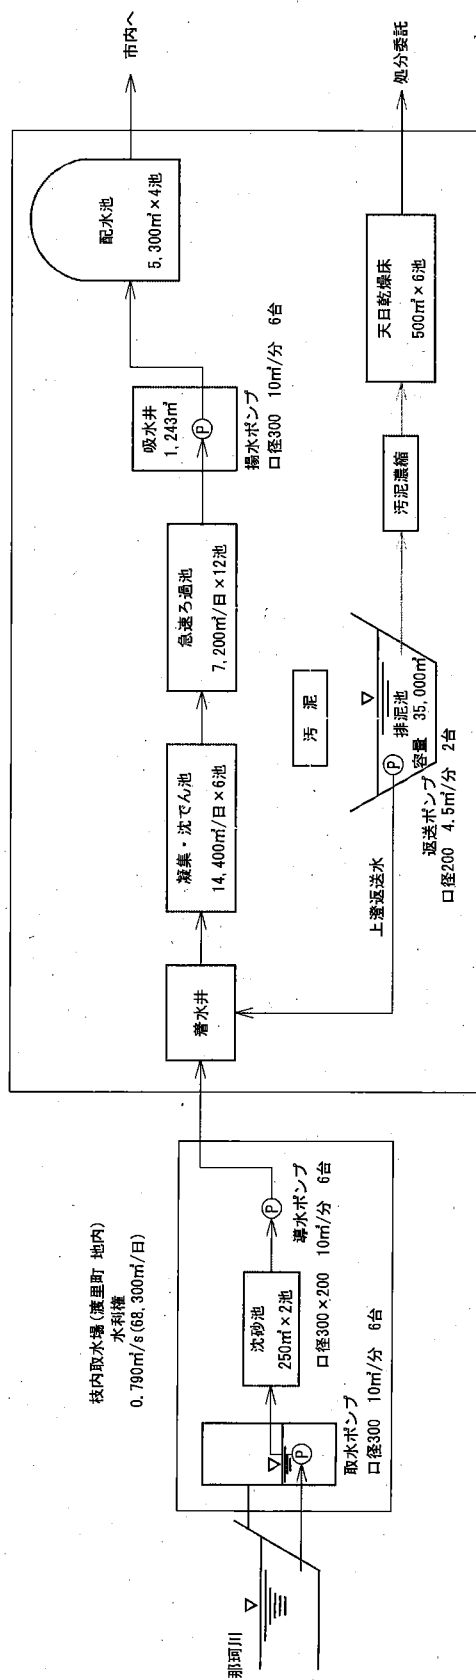 那珂川
枝内取水場(渡里町 地内)
水利権
0.790㎥/s(68,300㎥/日)
P
取水ポンプ
口径300 10㎥/分 6台
沈砂池
250㎥×2池
P
導水ポンプ
口径300×200 10㎥/分 6台
着水井
凝集・沈でん池
14,400㎥/日×6池
急速ろ過池
7,200㎥/日×12池
吸水井
1,243㎥
P
揚水ポンプ
口径300 10㎥/分 6台
配水池
5,300㎥×4池
市内へ
汚 泥
上澄返送水
P
返送ポンプ
口径200 4.5㎥/分 2台
排泥池
容量 35,000㎥
汚泥濃縮
天日乾燥床
500㎡×6池
処分委託